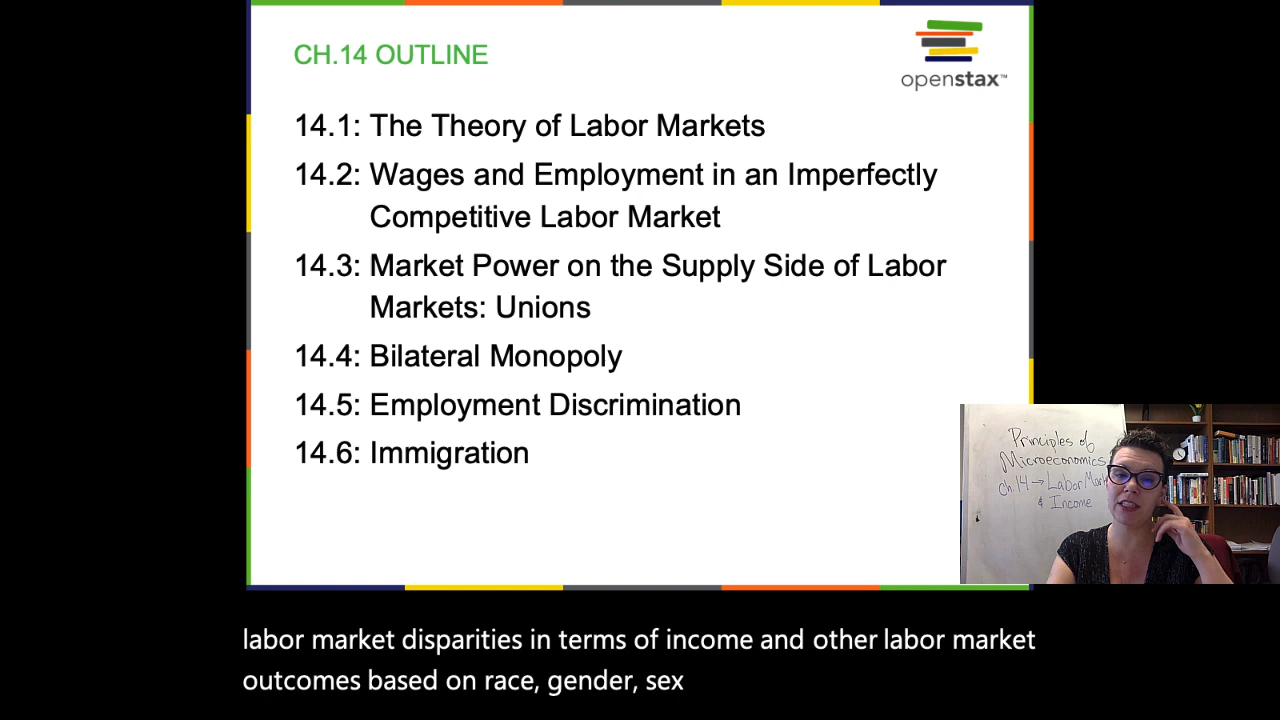 CH.14 OUTLINE
openstax™
14.1: The Theory of Labor Markets
14.2: Wages and Employment in an Imperfectly
Competitive Labor Market
14.3: Market Power on the Supply Side of Labor
Markets: Unions
14.4: Bilateral Monopoly
14.5: Employment Discrimination
14.6: Immigration
Principles of
Microeconomics
Ch.14 → Labor Mark
& Income
labor market disparities in terms of income and other labor market
outcomes based on race, gender, sex